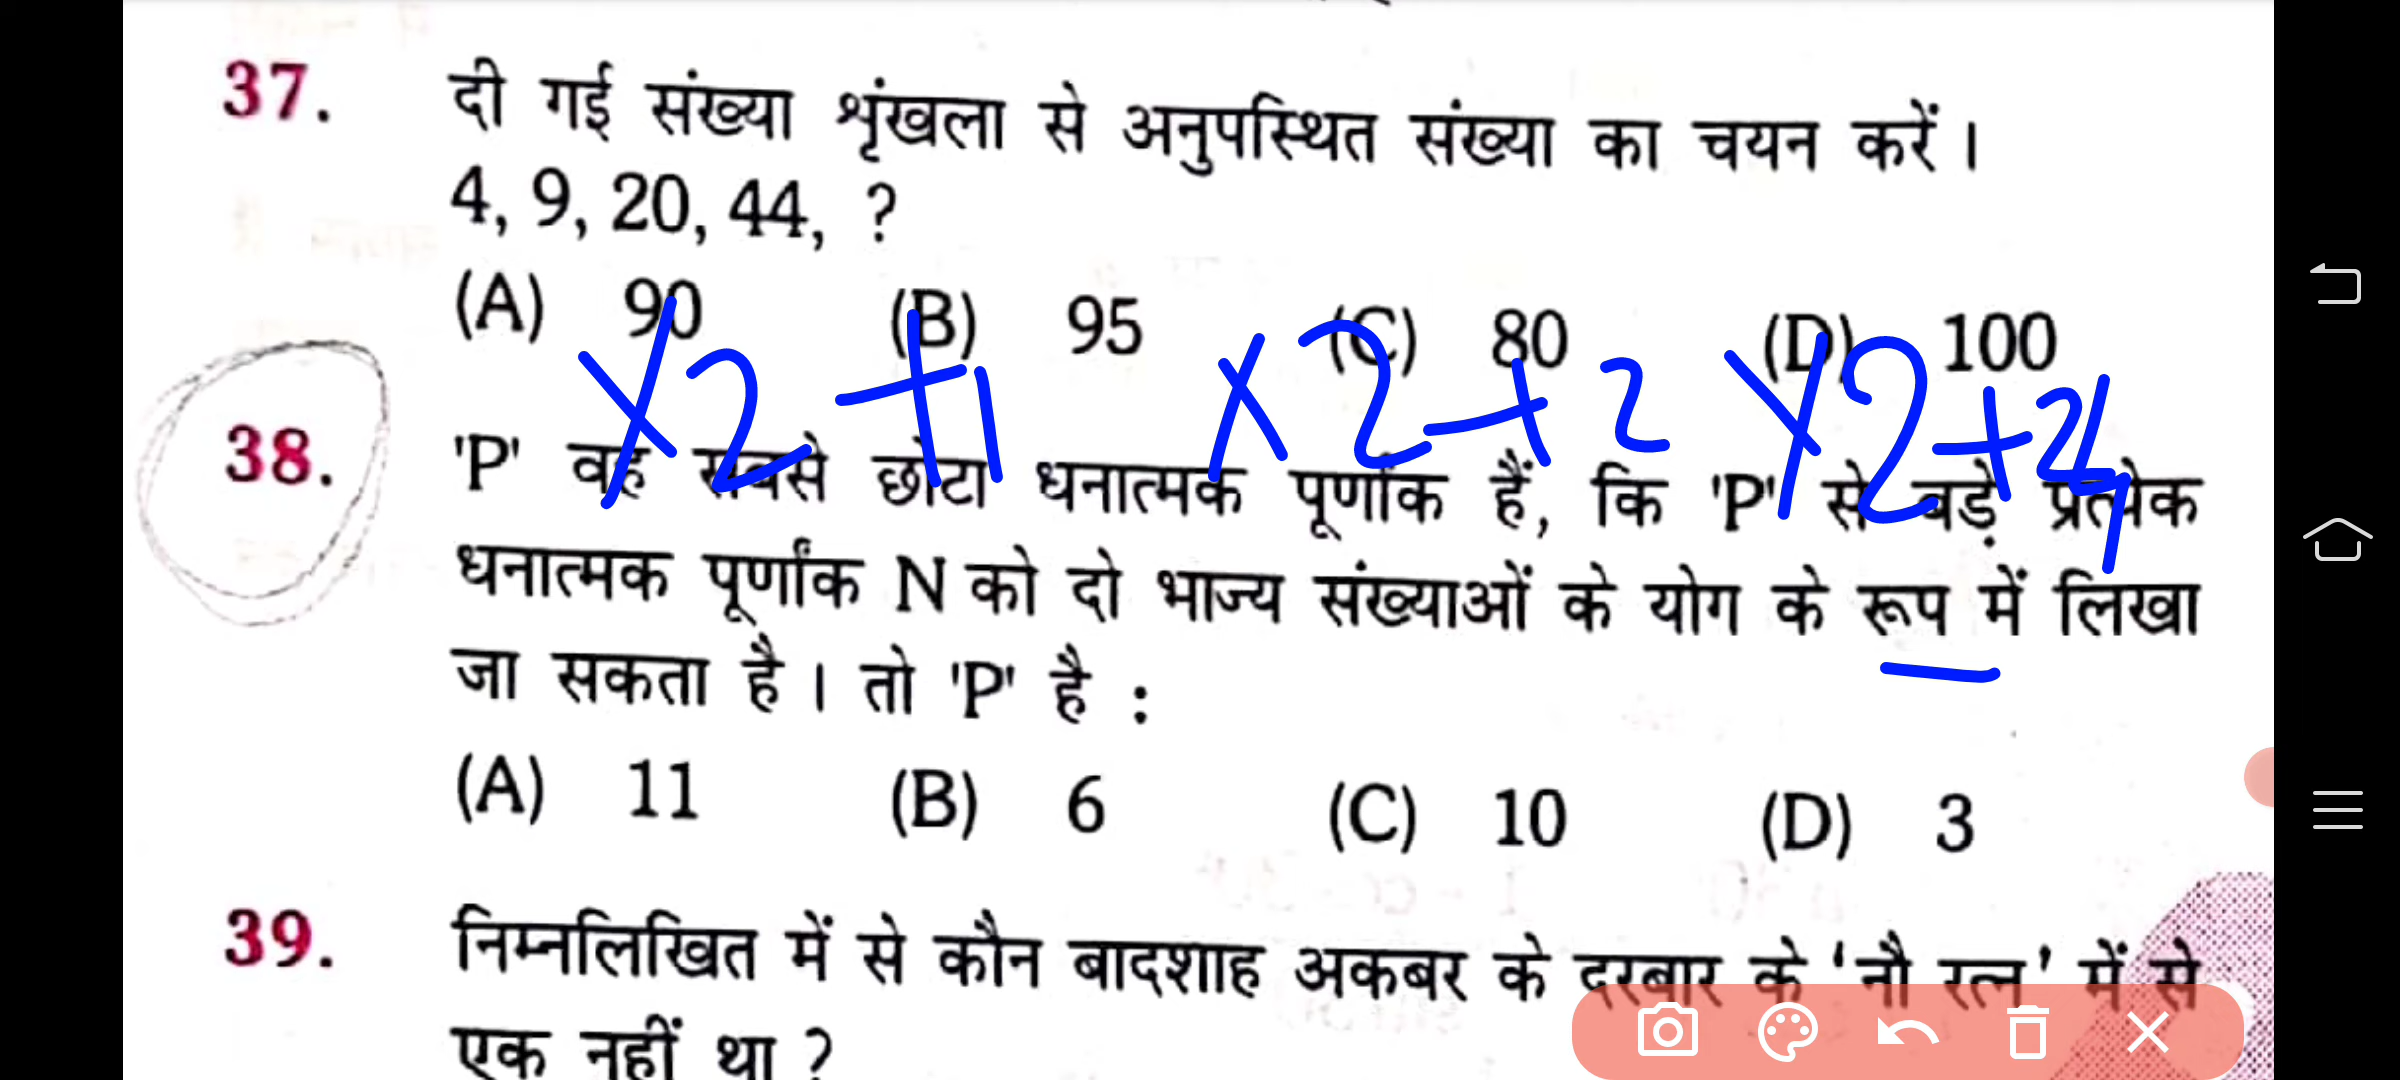 37. दी गई संख्या शृंखला से अनुपस्थित संख्या का चयन करें ।
4, 9, 20, 44, ?
(A) 90 (B) 95 (C) 80 (D) 100
×2 +1 ×2 +2 ×2+4
38. 'P' वह सबसे छोटा धनात्मक पूर्णांक हैं, कि 'P' से बड़े प्रत्येक
धनात्मक पूर्णांक N को दो भाज्य संख्याओं के योग के रूप में लिखा
जा सकता है । तो 'P' है :
(A) 11 (B) 6 (C) 10 (D) 3
39. निम्नलिखित में से कौन बादशाह अकबर के दरबार के ‘नौ रत्न’ में से
एक नहीं था ?